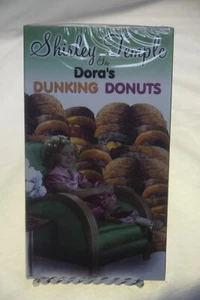 Shirley Temple
In
Dora's
DUNKING DONUTS